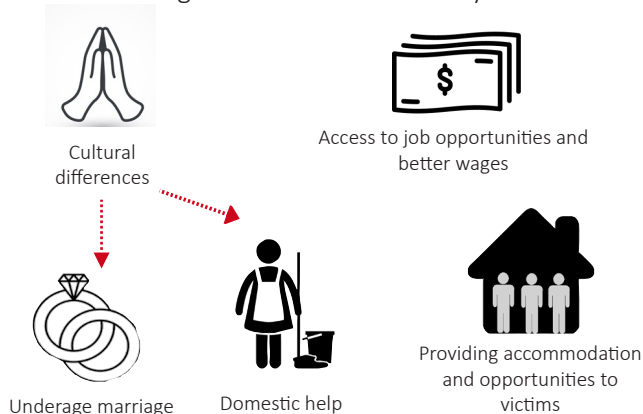 Cultural
differences
Access to job opportunities and
better wages
$
Underage marriage
Domestic help
Providing accommodation
and opportunities to
victims